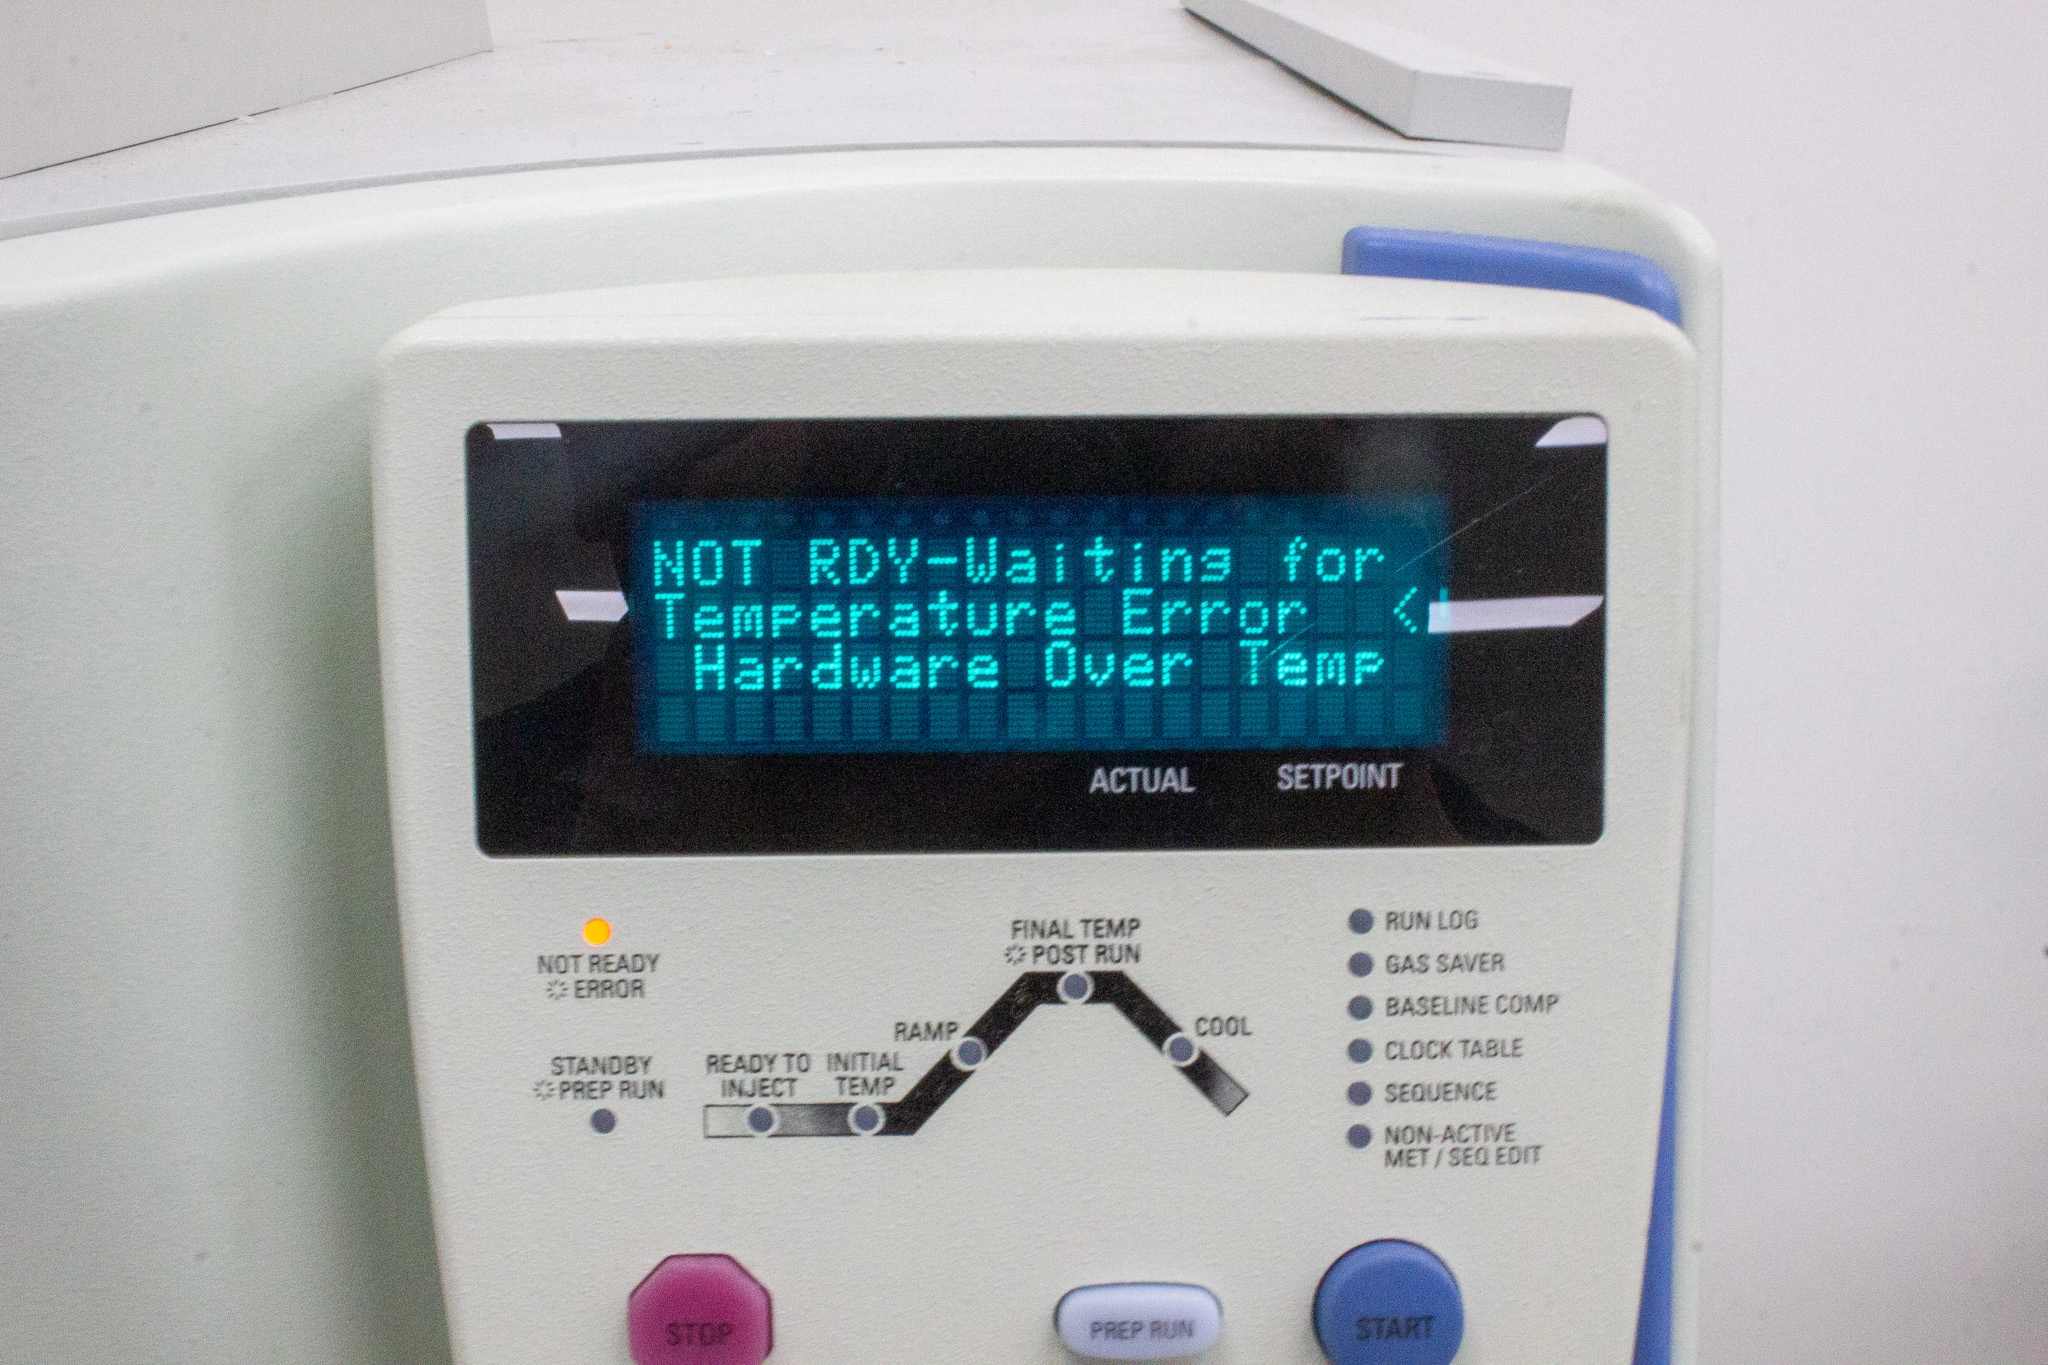 NOT RDY-Waiting for
Temperature Error <
Hardware Over Temp
ACTUAL SETPOINT
NOT READY
ERROR
STANDBY
PREP RUN
READY TO
INJECT
INITIAL
TEMP
RAMP
FINAL TEMP
POST RUN
COOL
RUN LOG
GAS SAVER
BASELINE COMP
CLOCK TABLE
SEQUENCE
NON-ACTIVE
MET / SEQ EDIT
STOP
PREP RUN
START